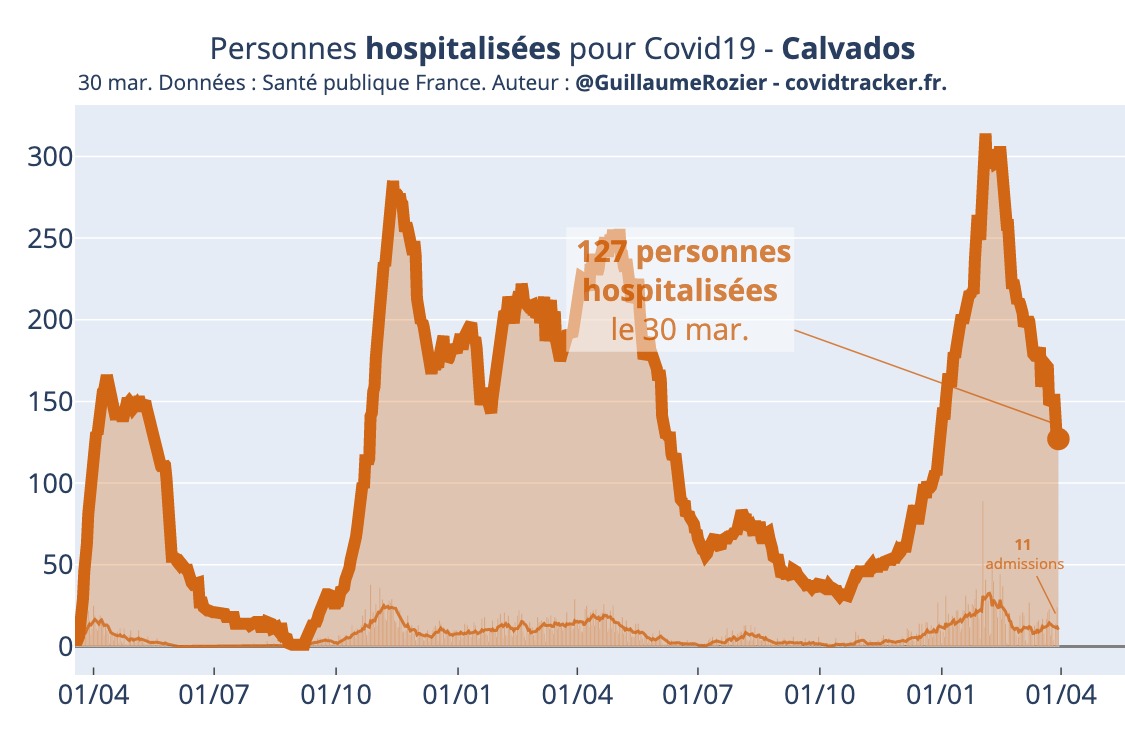 Personnes hospitalisées pour Covid19 - Calvados
30 mar. Données : Santé publique France. Auteur : @GuillaumeRozier - covidtracker.fr.
300
250
200
150
100
50
0
127 personnes
hospitalisées
le 30 mar.
11
admissions
01/04
01/07
01/10
01/01
01/04
01/07
01/10
01/01
01/04